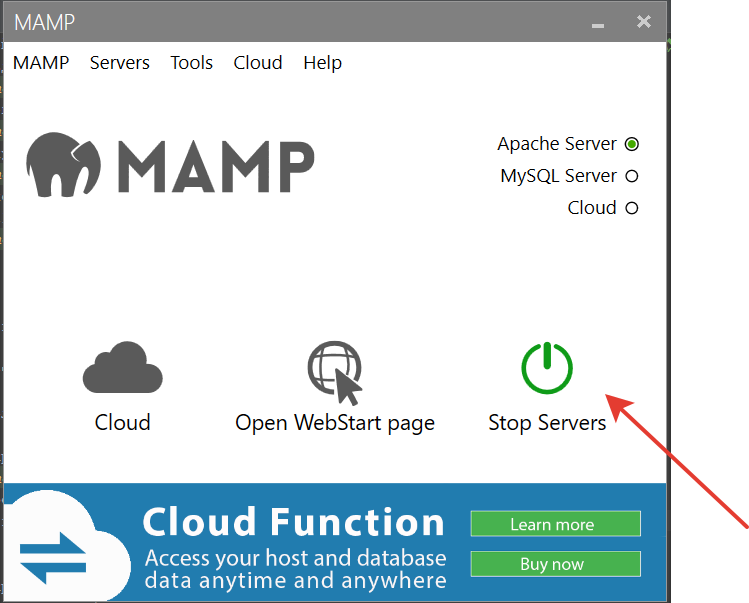 MAMP
MAMP Servers Tools Cloud Help
MAMP
Apache Server
MySQL Server
Cloud
Cloud
Open WebStart page
Stop Servers
Cloud Function
Access your host and database
data anytime and anywhere
Learn more
Buy now